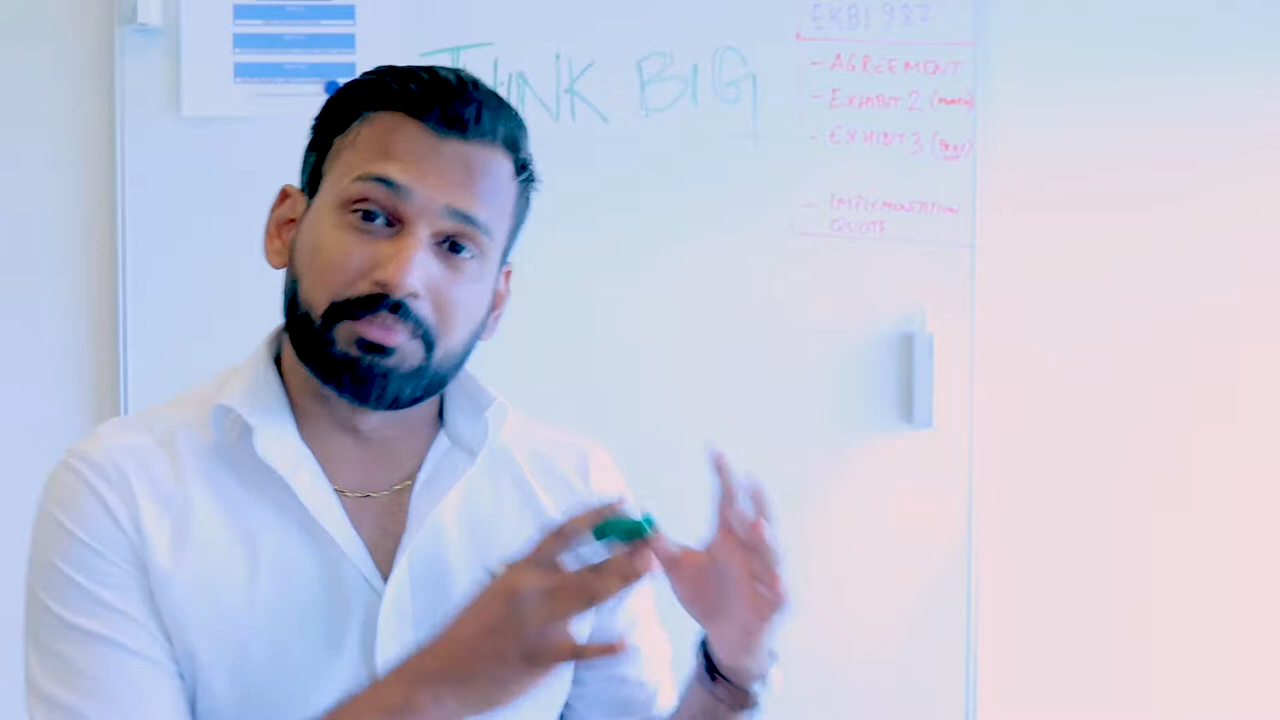 THINK BIG
- AGREEMENT
- EXHIBIT 2
- EXHIBIT 3
- IMPLEMENTATION
QUOTE